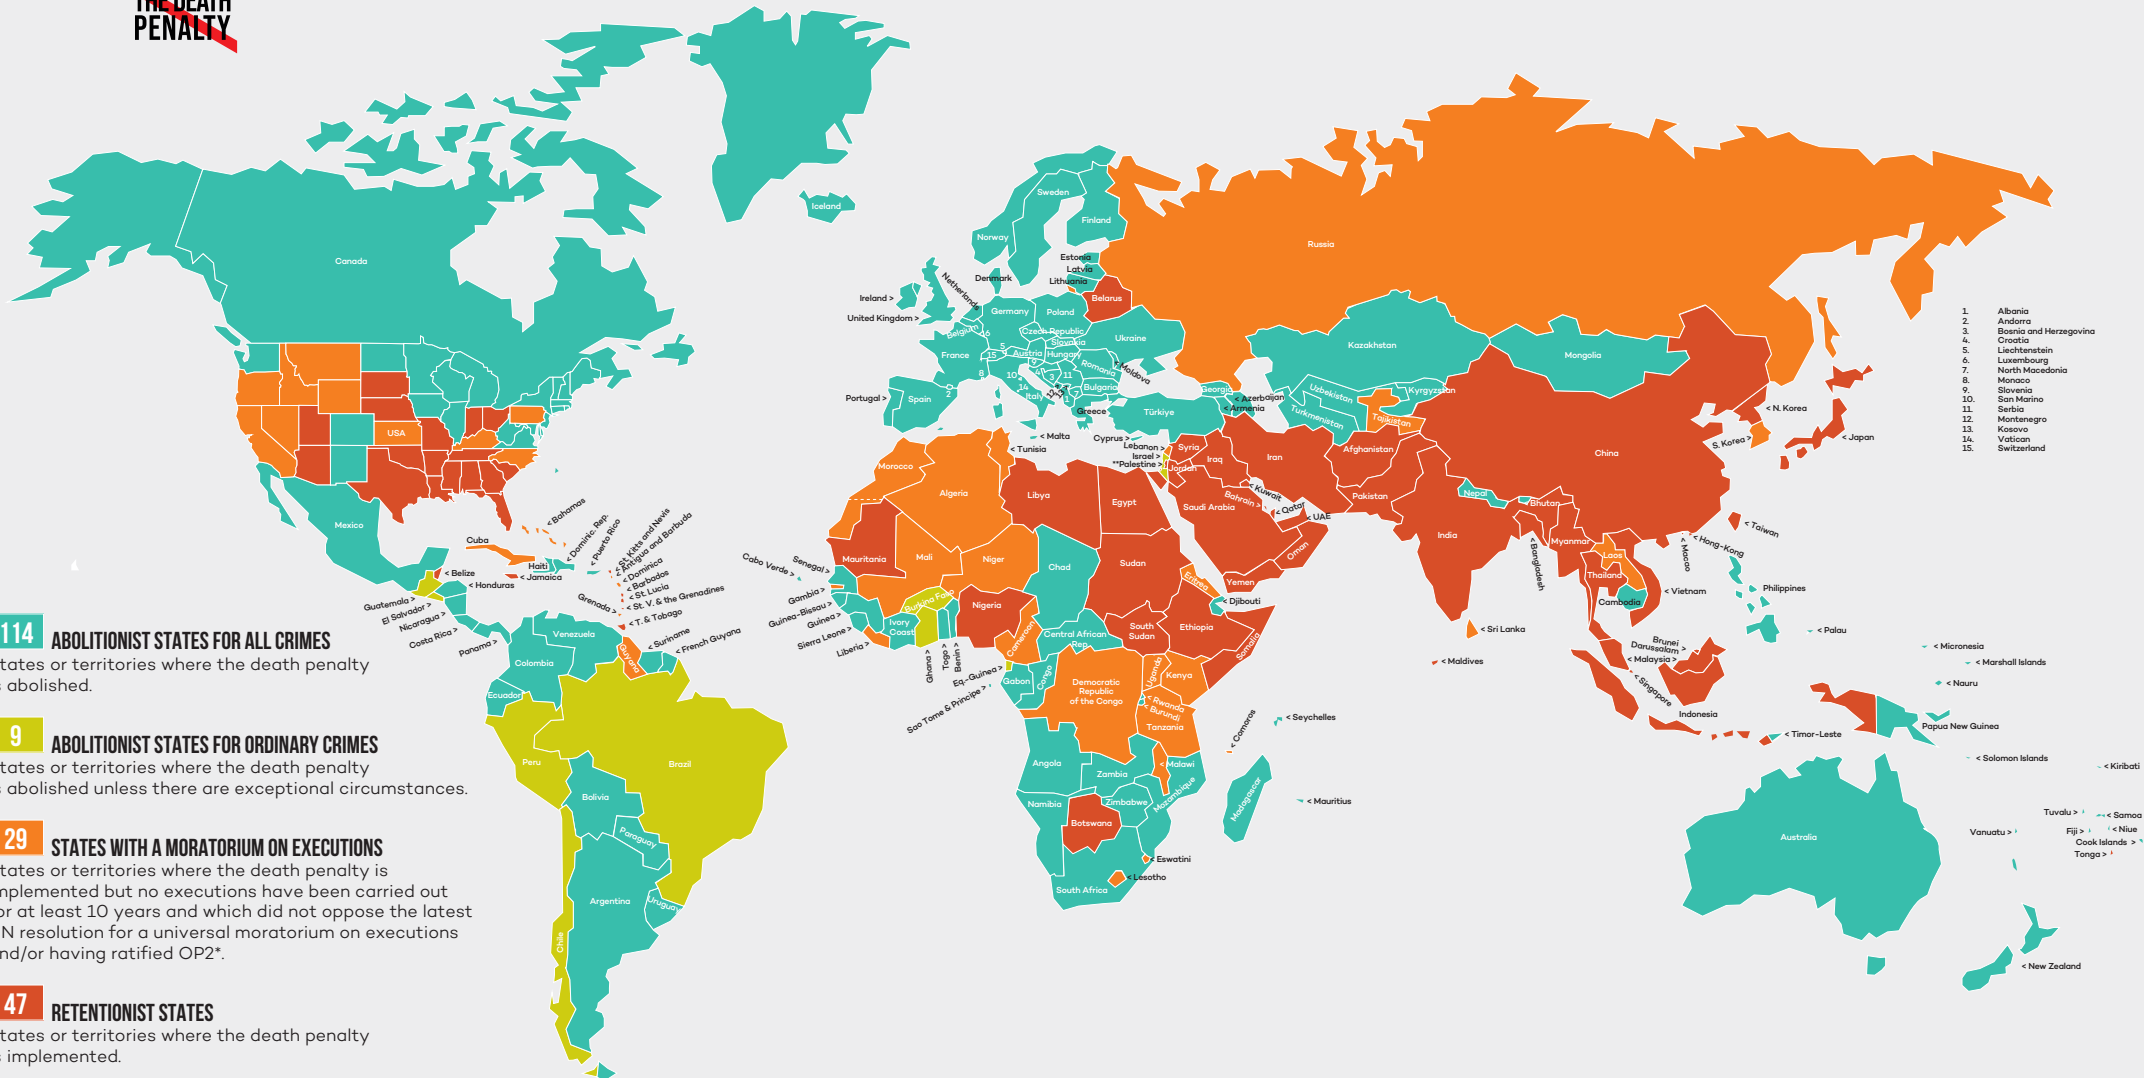 THE DEATH
PENALTY
114
ABOLITIONIST STATES FOR ALL CRIMES
tates or territories where the death penalty
s abolished.
9
ABOLITIONIST STATES FOR ORDINARY CRIMES
tates or territories where the death penalty
s abolished unless there are exceptional circumstances.
29
STATES WITH A MORATORIUM ON EXECUTIONS
tates or territories where the death penalty is
mplemented but no executions have been carried out
or at least 10 years and which did not oppose the latest
N resolution for a universal moratorium on executions
nd/or having ratified OP2*.
47
RETENTIONIST STATES
tates or territories where the death penalty
s implemented.
Canada
USA
Mexico
Cuba
< Bahamas
Haiti
< Dominic. Rep.
< Puerto Rico
< St. Kitts and Nevis
< Antigua and Barbuda
< Dominica
< Barbados
< St. Lucia
< St. V. & the Grenadines
Grenada >
< T. & Tobago
< Jamaica
< Belize
< Honduras
Guatemala >
El Salvador >
Nicaragua >
Costa Rica >
Panama >
Venezuela
Colombia
Ecuador
Guyana
< Suriname
< French Guyana
Peru
Brazil
Bolivia
Paraguay
Chile
Argentina
Uruguay
Iceland
Sweden
Norway
Finland
Denmark
Estonia
Latvia
Lithuania
Belarus
Ireland >
United Kingdom >
Netherlands
Belgium
Germany
Poland
Czech Republic
Slovakia
Ukraine
France
Austria
Hungary
Romania
< Moldova
Bulgaria
Italy
Greece
Portugal >
Spain
6
5
15
8
2
9
10
4
3
11
14
12
13
7
1
< Malta
Cyprus >
Türkiye
Georgia
< Azerbaijan
< Armenia
Russia
Kazakhstan
Uzbekistan
Turkmenistan
Kyrgyzstan
Tajikistan
Mongolia
China
< N. Korea
S. Korea >
< Japan
< Taiwan
< Hong-Kong
< Macao
Lebanon >
Israel >
**Palestine >
Syria
Jordan
Iraq
Iran
< Kuwait
Bahrain >
< Qatar
< UAE
Saudi Arabia
Oman
Yemen
Afghanistan
Pakistan
India
Nepal
Bhutan
< Bangladesh
Myanmar
Laos
Thailand
Cambodia
< Vietnam
< Sri Lanka
< Maldives
Philippines
Brunei
Darussalam >
< Malaysia >
< Singapore
Indonesia
< Timor-Leste
Papua New Guinea
< Palau
< Micronesia
< Marshall Islands
< Nauru
< Solomon Islands
< Kiribati
Tuvalu >
< Samoa
Vanuatu >
Fiji >
< Niue
Cook Islands >
Tonga >
Australia
< New Zealand
Morocco
Algeria
< Tunisia
Libya
Egypt
Mauritania
Mali
Niger
Chad
Sudan
Eritrea
< Djibouti
Cabo Verde >
Senegal >
Gambia >
Guinea-Bissau >
Guinea >
Sierra Leone >
Liberia >
Ivory
Coast
Burkina Faso
Ghana >
Togo >
Benin >
Nigeria
Cameroon
Central African
Rep.
South
Sudan
Ethiopia
Somalia
Eq.-Guinea >
Sao Tome & Principe >
Gabon
Congo
Democratic
Republic
of the Congo
Uganda
Kenya
< Rwanda
< Burundi
Tanzania
Angola
Zambia
< Malawi
Mozambique
Namibia
Zimbabwe
Botswana
South Africa
< Eswatini
< Lesotho
Madagascar
< Comoros
< Seychelles
< Mauritius
1. Albania
2. Andorra
3. Bosnia and Herzegovina
4. Croatia
5. Liechtenstein
6. Luxembourg
7. North Macedonia
8. Monaco
9. Slovenia
10. San Marino
11. Serbia
12. Montenegro
13. Kosovo
14. Vatican
15. Switzerland